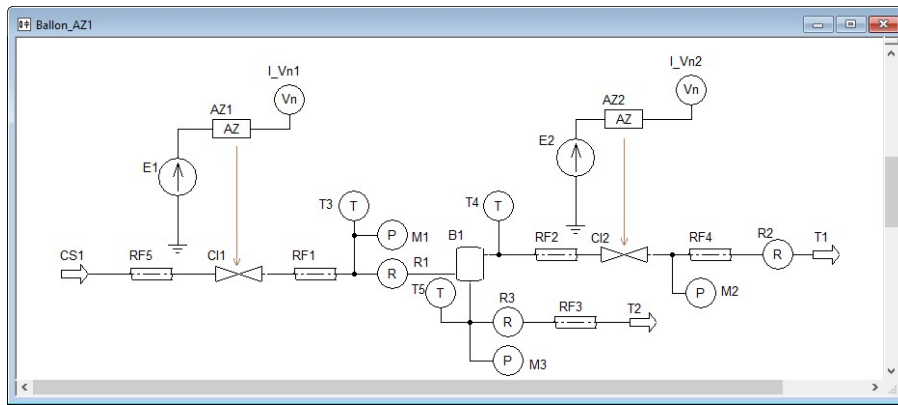 Ballon_AZ1
I_Vn1
Vn
AZ1
AZ
E1
I_Vn2
Vn
AZ2
AZ
E2
T3
T
P
M1
T4
T
B1
CS1
RF5
Cl1
RF1
R
R1
RF2
Cl2
RF4
R2
R
T1
T5
T
P
M2
R3
R
RF3
T2
P
M3